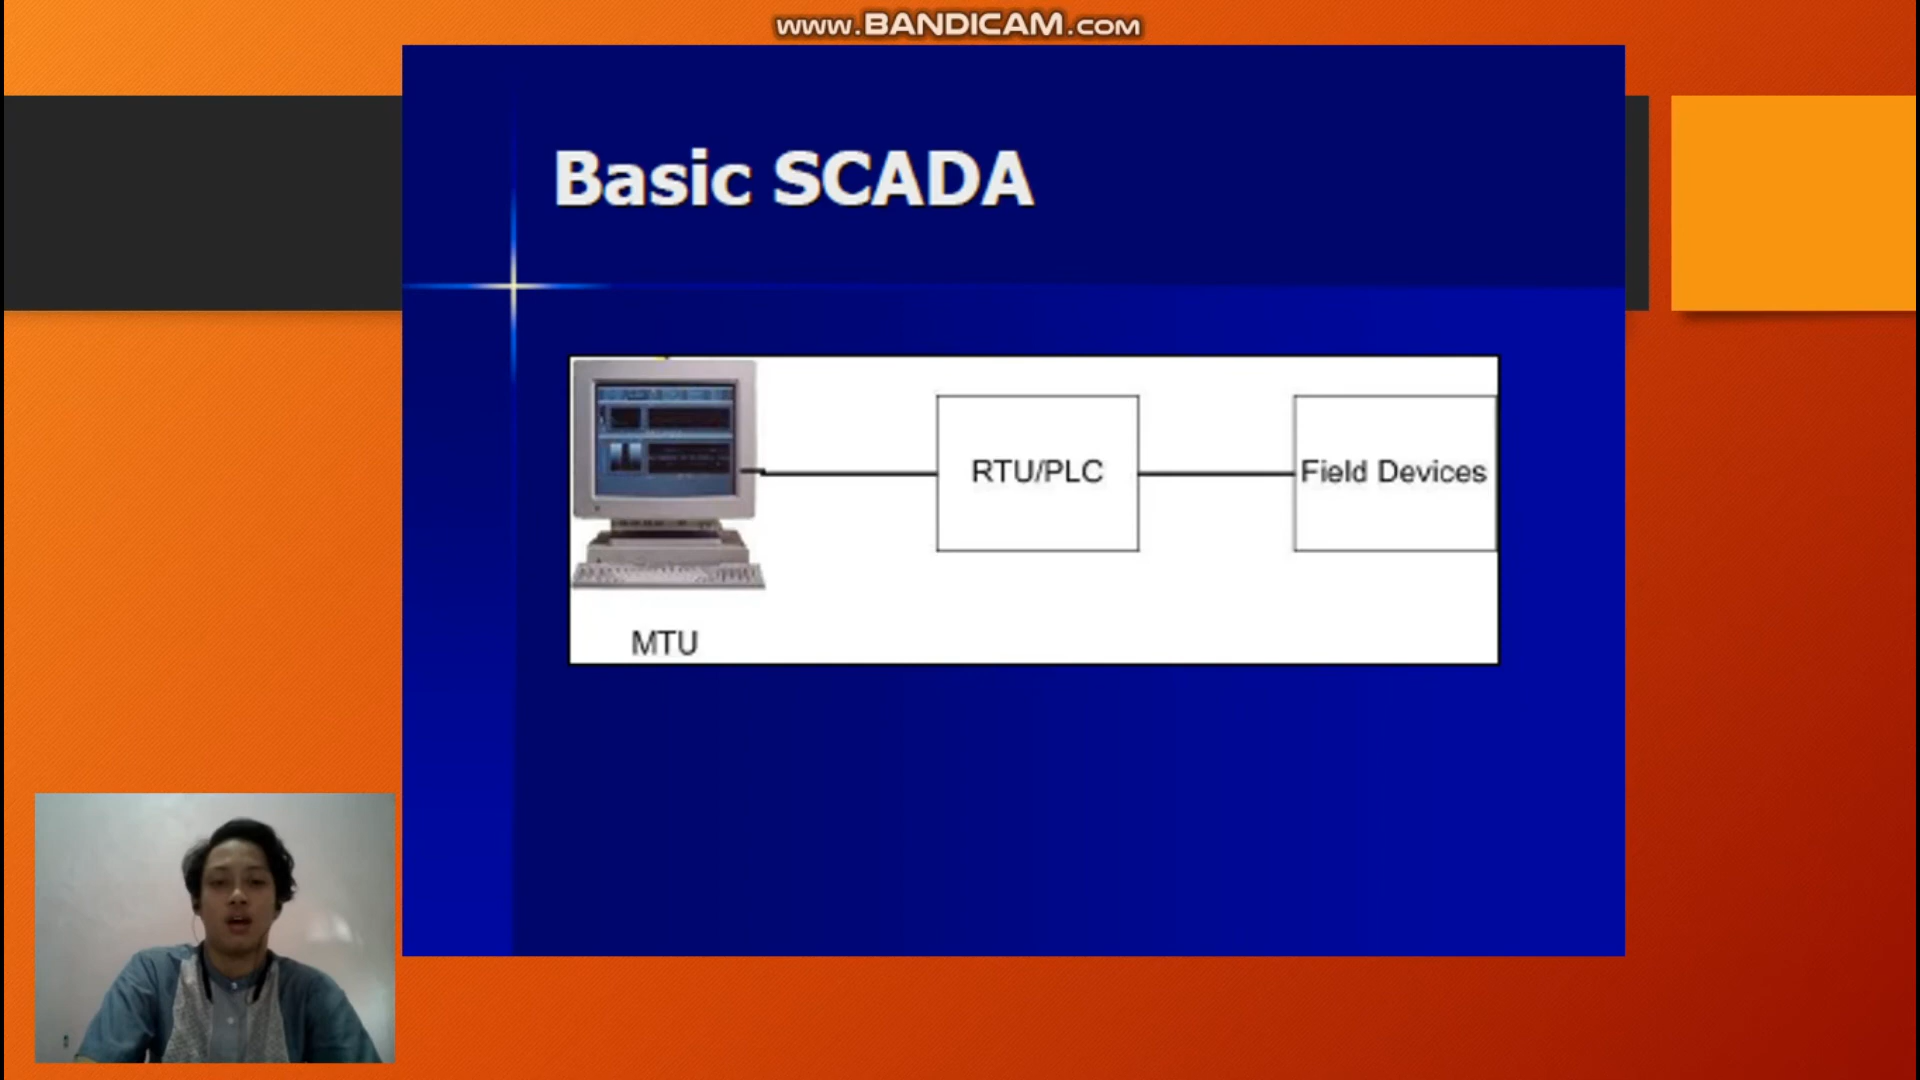 www.BANDICAM.com
Basic SCADA
RTU/PLC
Field Devices
MTU